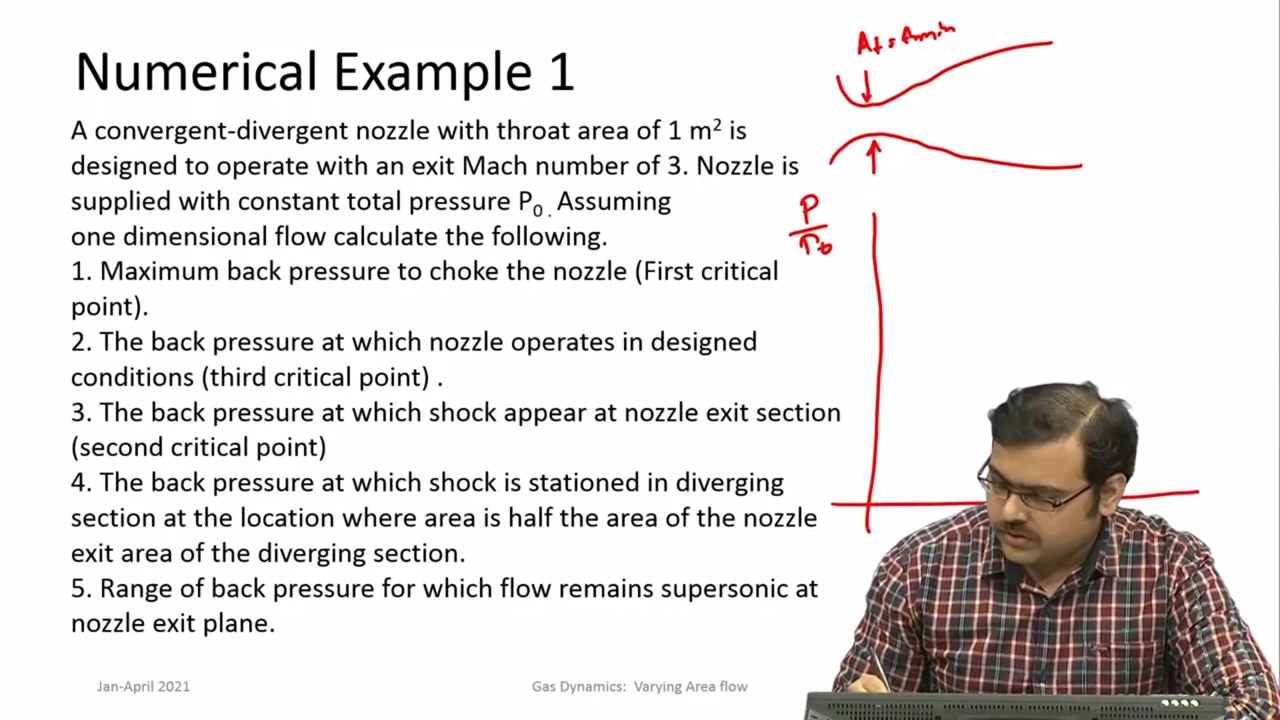 Numerical Example 1
A convergent-divergent nozzle with throat area of 1 m² is
designed to operate with an exit Mach number of 3. Nozzle is
supplied with constant total pressure P₀ . Assuming
one dimensional flow calculate the following.
1. Maximum back pressure to choke the nozzle (First critical
point).
2. The back pressure at which nozzle operates in designed
conditions (third critical point) .
3. The back pressure at which shock appear at nozzle exit section
(second critical point)
4. The back pressure at which shock is stationed in diverging
section at the location where area is half the area of the nozzle
exit area of the diverging section.
5. Range of back pressure for which flow remains supersonic at
nozzle exit plane.
At = Amin
P
Jan-April 2021
Gas Dynamics: Varying Area flow